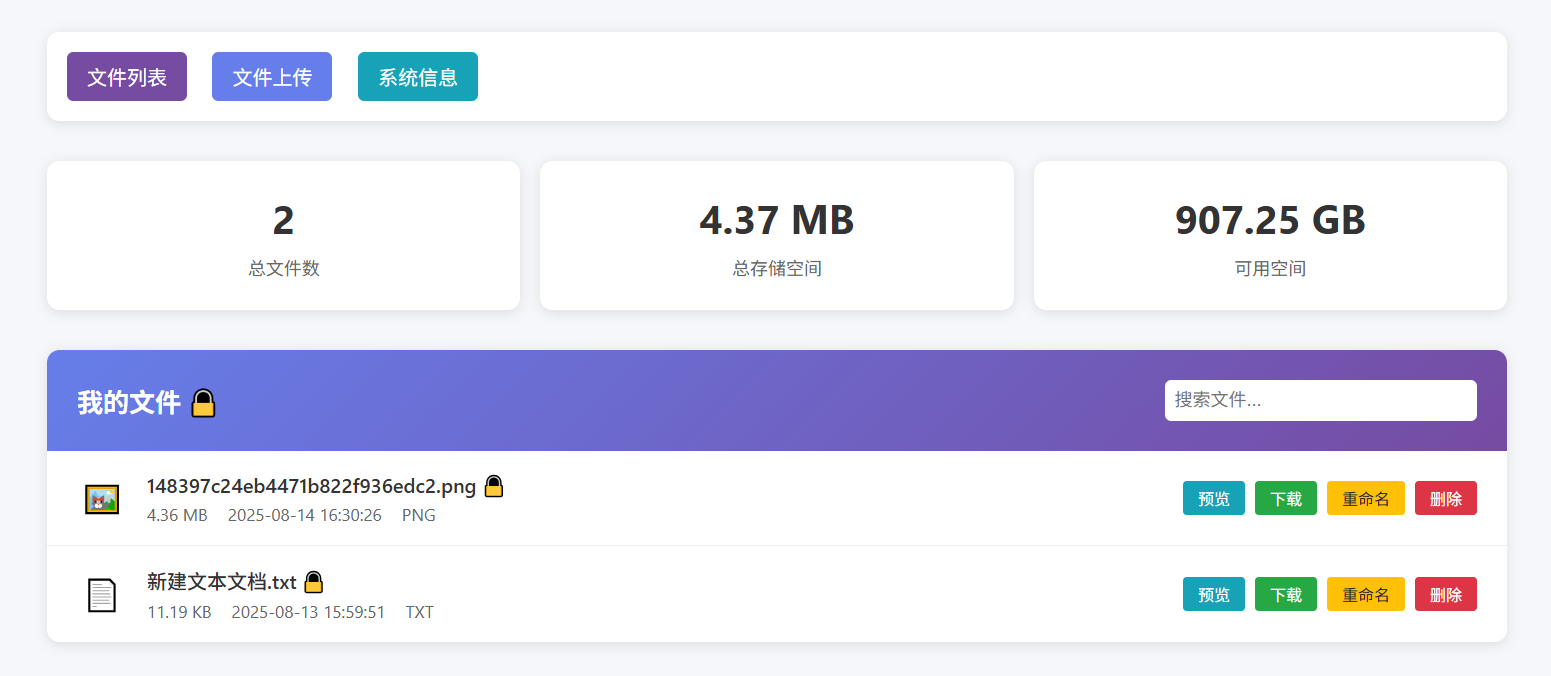 文件列表 文件上传 系统信息
2 4.37 MB 907.25 GB
总文件数 总存储空间 可用空间
我的文件 搜索文件...
148397c24eb4471b822f936edc2.png
预览 下载 重命名 删除
4.36 MB 2025-08-14 16:30:26 PNG
新建文本文档.txt
预览 下载 重命名 删除
11.19 KB 2025-08-13 15:59:51 TXT